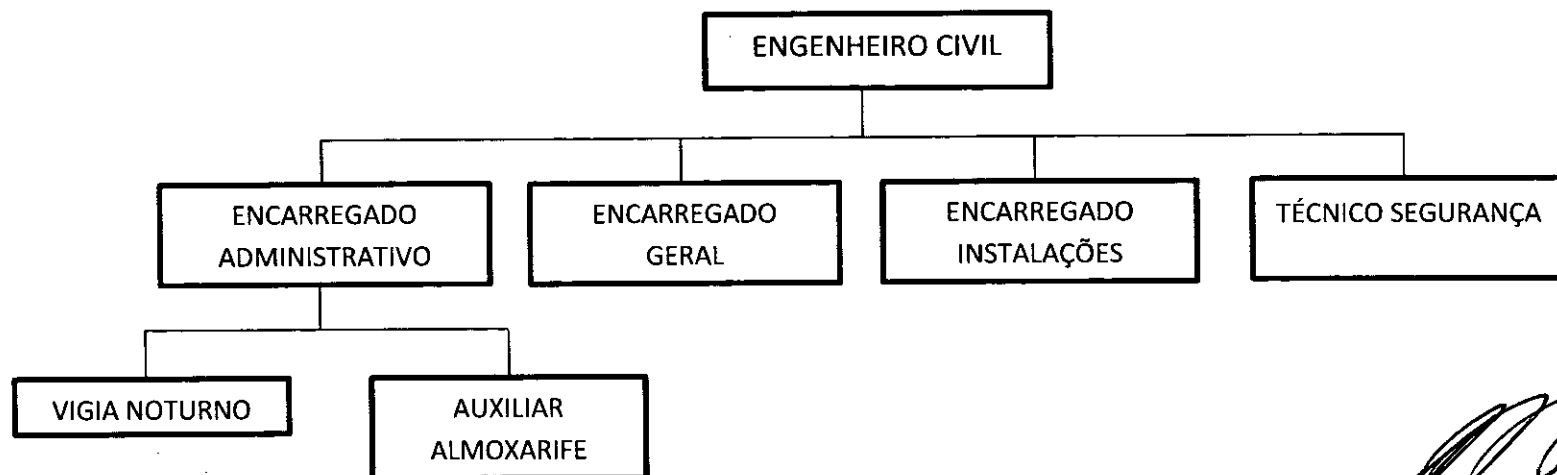 ENGENHEIRO CIVIL
ENCARREGADO
ADMINISTRATIVO
ENCARREGADO
GERAL
ENCARREGADO
INSTALAÇÕES
TÉCNICO SEGURANÇA
VIGIA NOTURNO
AUXILIAR
ALMOXARIFE